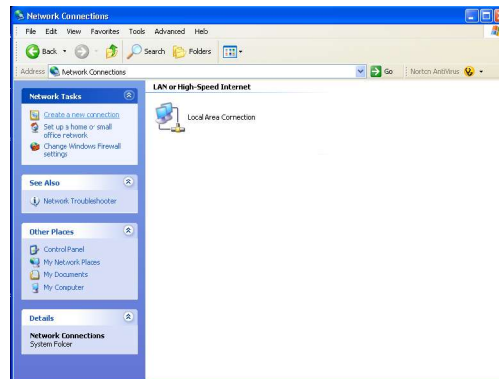 Network Connections
File Edit View Favorites Tools Advanced Help
Back Search Folders
Address Network Connections Go Norton AntiVirus
LAN or High-Speed Internet
Local Area Connection
Network Tasks
Create a new connection
Set up a home or small
office network
Change Windows Firewall
settings
See Also
Network Troubleshooter
Other Places
Control Panel
My Network Places
My Documents
My Computer
Details
Network Connections
System Folder